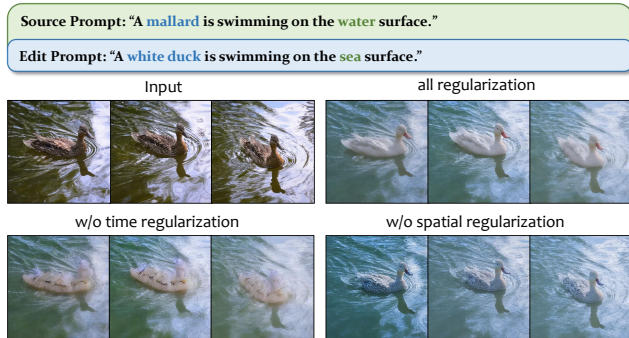 Source Prompt: “A mallard is swimming on the water surface.”
Edit Prompt: “A white duck is swimming on the sea surface.”
Input
all regularization
w/o time regularization
w/o spatial regularization